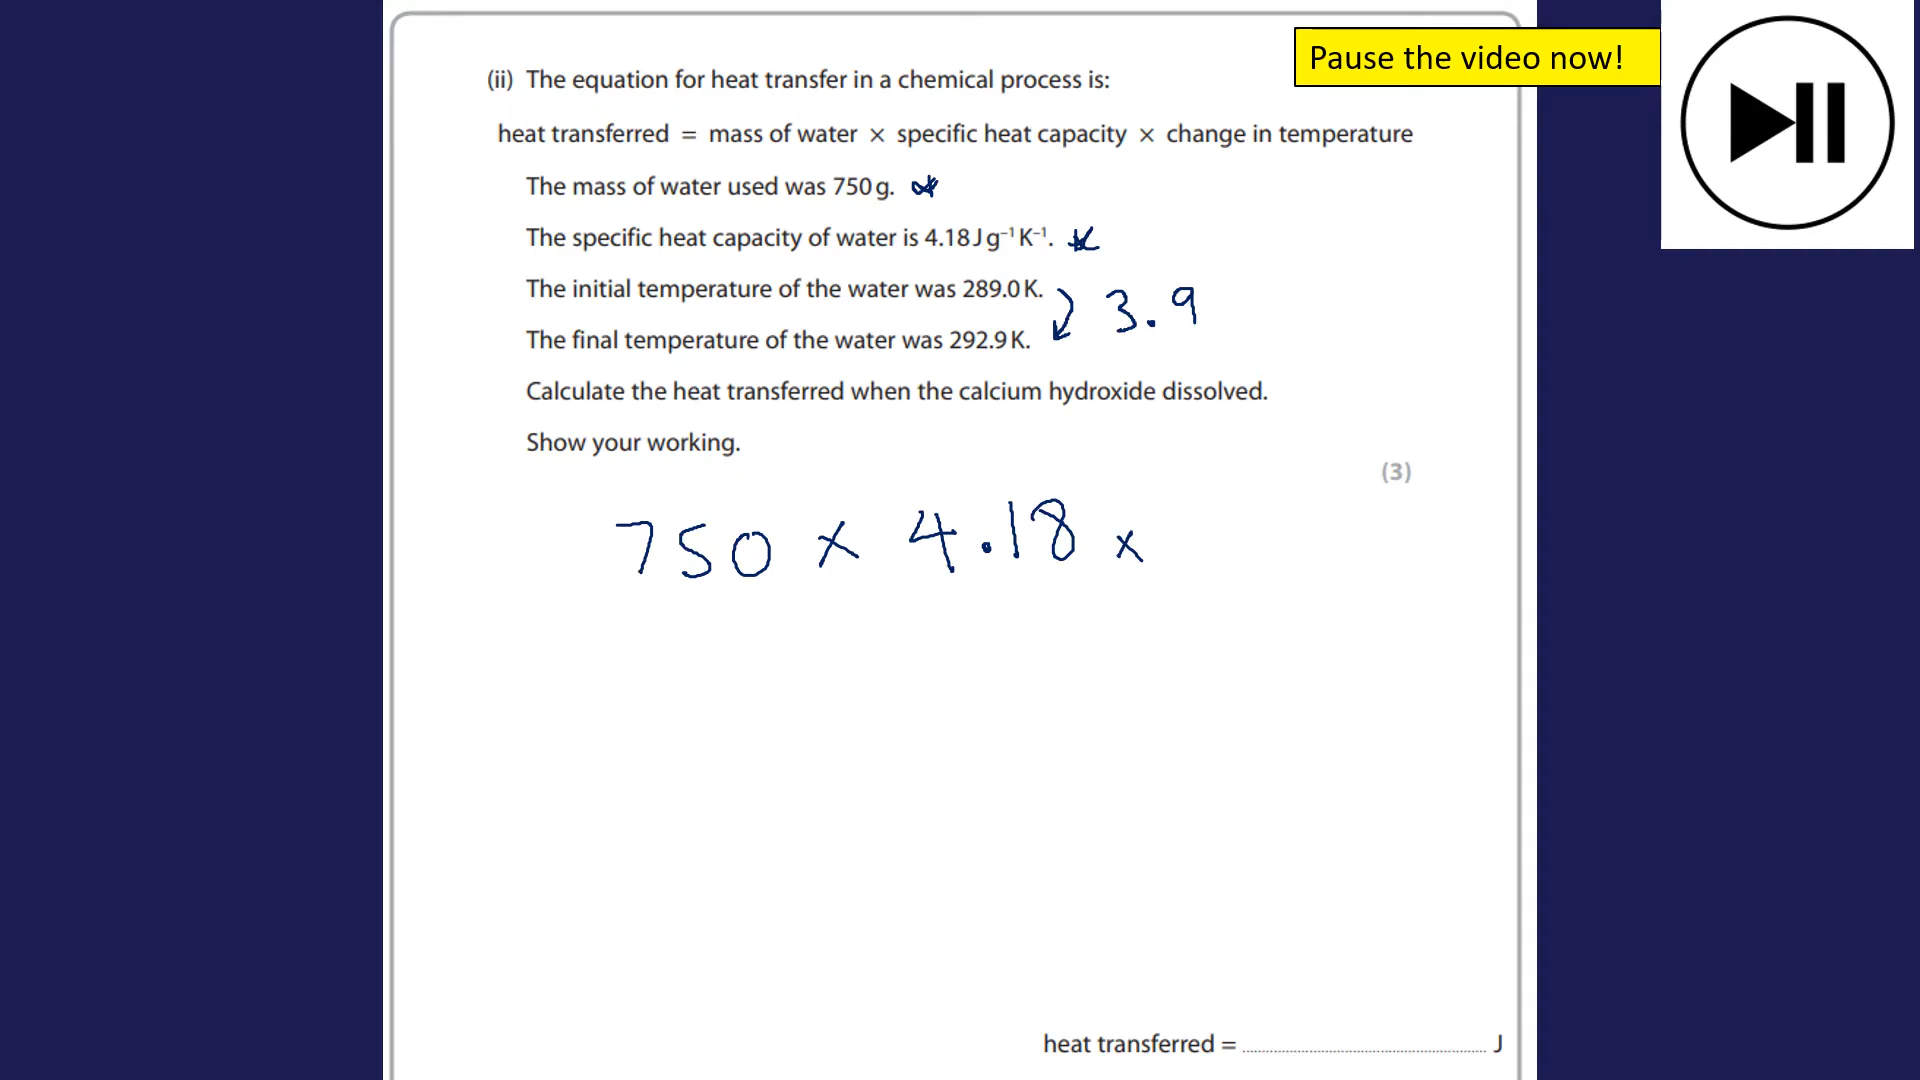 Pause the video now!
(ii) The equation for heat transfer in a chemical process is:
heat transferred = mass of water × specific heat capacity × change in temperature
The mass of water used was 750 g.
The specific heat capacity of water is 4.18 J g⁻¹ K⁻¹.
The initial temperature of the water was 289.0 K.
3.9
The final temperature of the water was 292.9 K.
Calculate the heat transferred when the calcium hydroxide dissolved.
Show your working.
(3)
750 × 4.18 ×
heat transferred = ........................................................ J